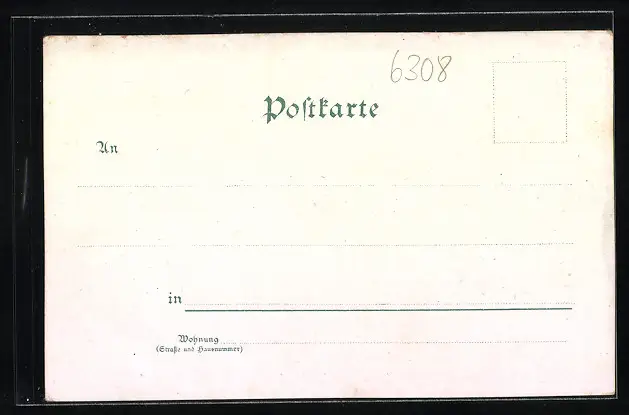 6308
Postkarte
An
in
Wohnung
(Straße und Hausnummer)